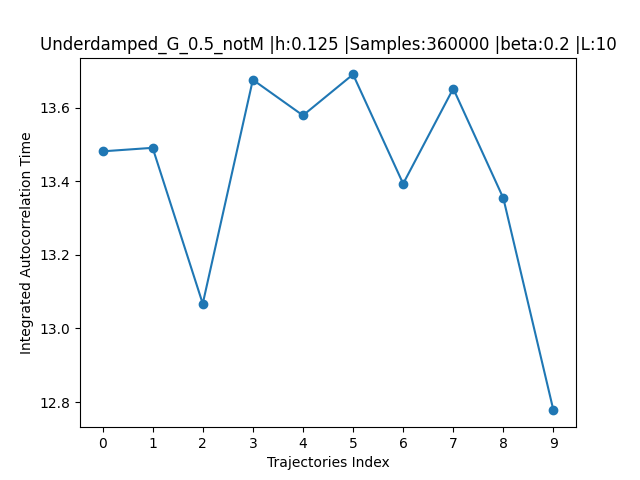 Underdamped_G_0.5_notM |h:0.125 |Samples:360000 |beta:0.2 |L:10
Integrated Autocorrelation Time
13.6
13.4
13.2
13.0
12.8
0 1 2 3 4 5 6 7 8 9
Trajectories Index